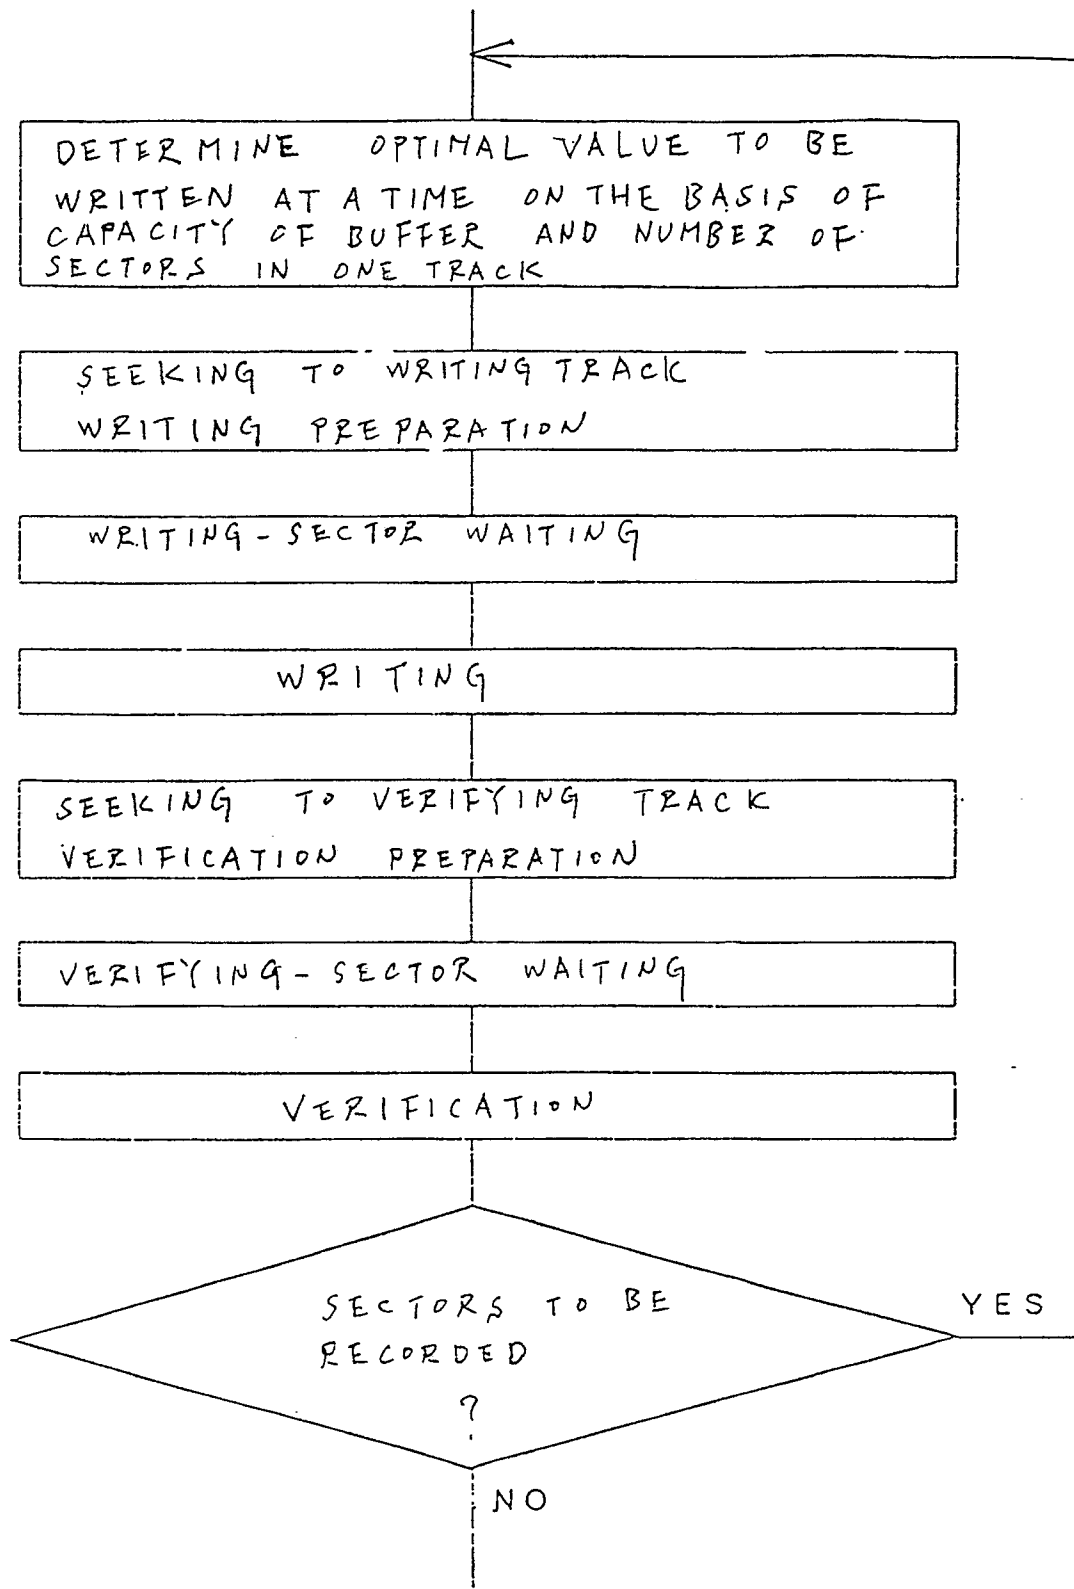 DETERMINE OPTIMAL VALUE TO BE
WRITTEN AT A TIME ON THE BASIS OF
CAPACITY OF BUFFER AND NUMBER OF
SECTORS IN ONE TRACK
SEEKING TO WRITING TRACK
WRITING PREPARATION
WRITING-SECTOR WAITING
WRITING
SEEKING TO VERIFYING TRACK
VERIFICATION PREPARATION
VERIFYING-SECTOR WAITING
VERIFICATION
SECTORS TO BE
RECORDED
?
YES
NO